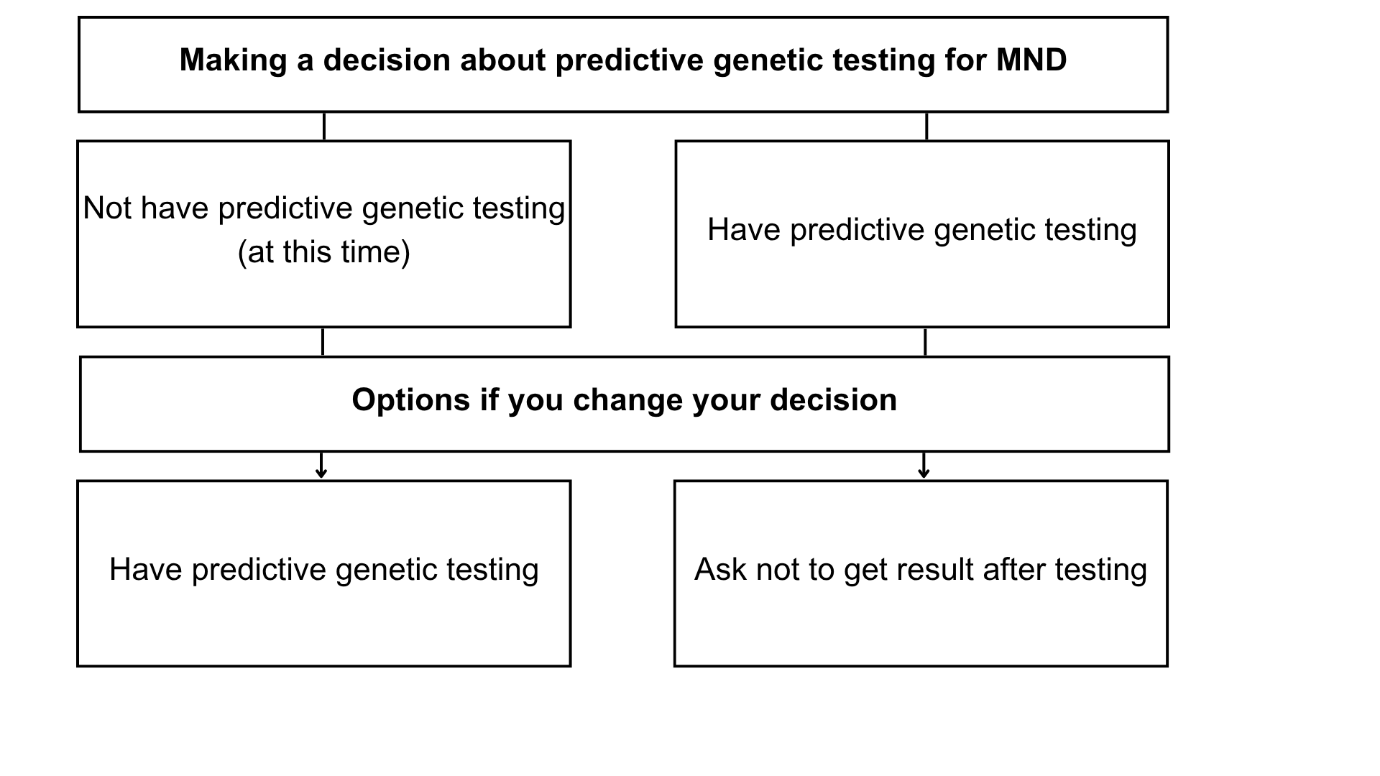 Making a decision about predictive genetic testing for MND
Not have predictive genetic testing
(at this time)
Have predictive genetic testing
Options if you change your decision
Have predictive genetic testing
Ask not to get result after testing